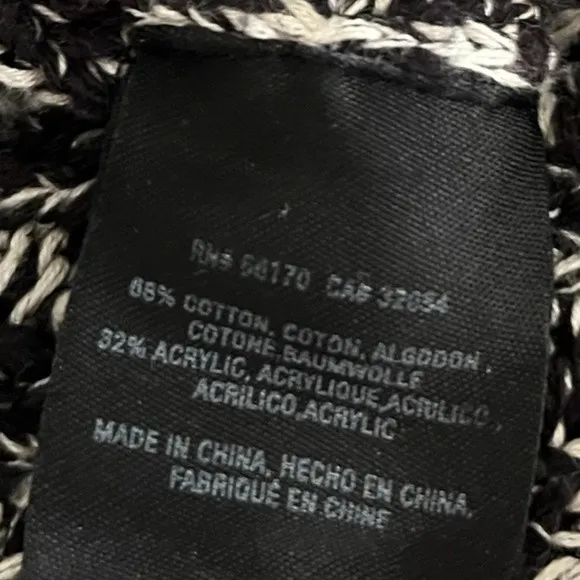 RN# 66170 CA# 32054
68% COTTON, COTON, ALGODON,
COTONE, BAUMWOLLE
32% ACRYLIC, ACRYLIQUE, ACRILICO,
ACRILICO, ACRYLIC
MADE IN CHINA, HECHO EN CHINA,
FABRIQUÉ EN CHINE